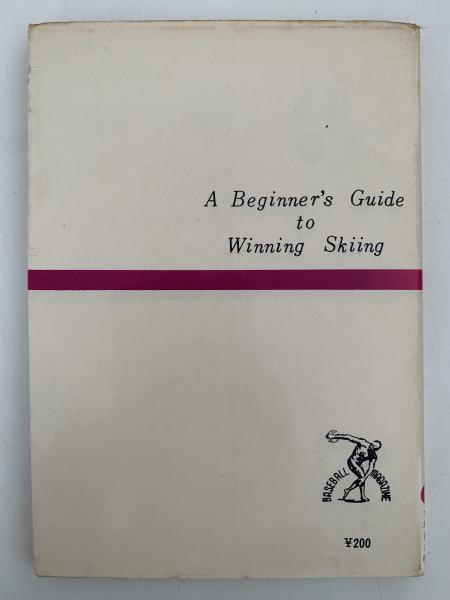 A Beginner's Guide
to
Winning Skiing
BASEBALL MAGAZINE
¥200